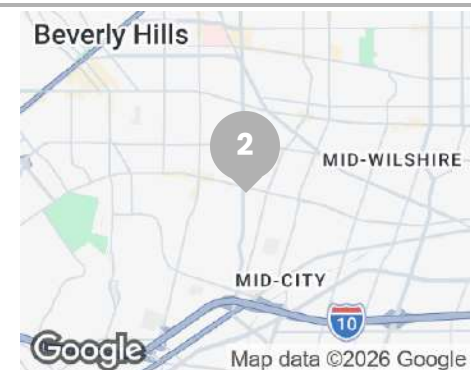 Beverly Hills
2
MID-WILSHIRE
MID-CITY
10
Google
Map data ©2026 Google